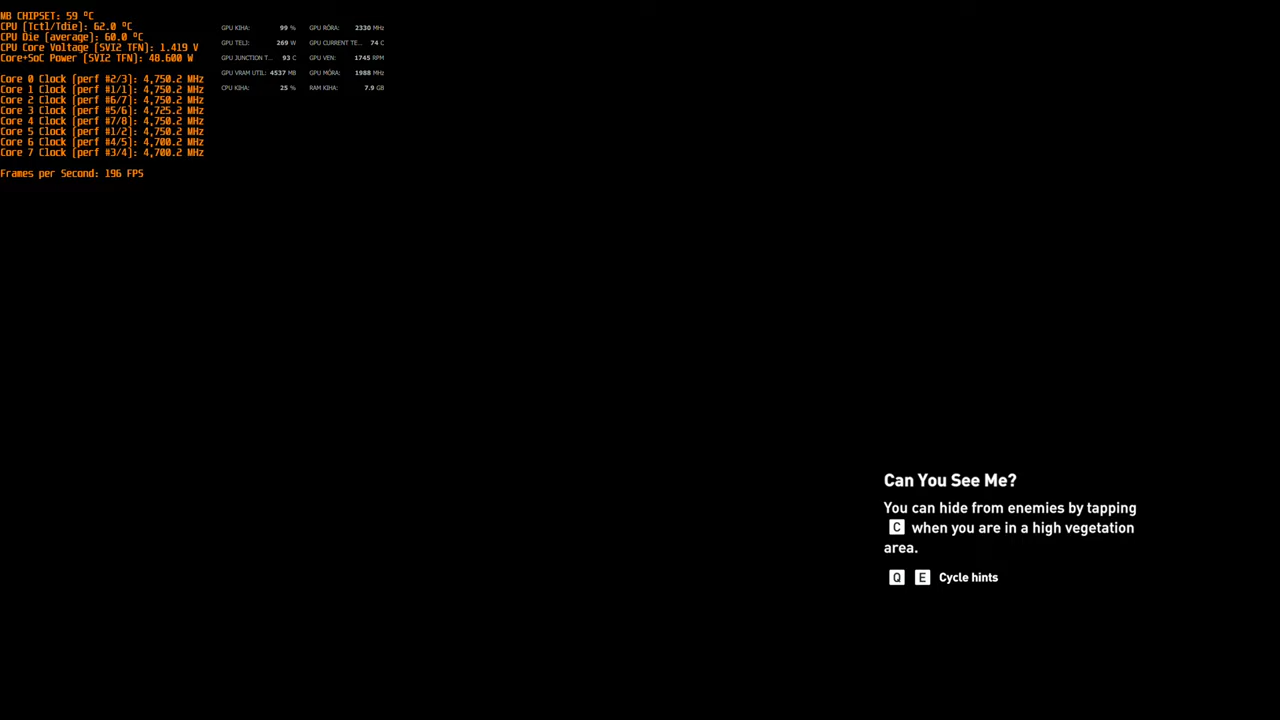 MB CHIPSET: 59 ºC
CPU [Tctl/Tdie]: 62.0 ºC
CPU Die [average]: 60.0 ºC
CPU Core Voltage [SVI2 TFN]: 1.419 V
Core+SoC Power [SVI2 TFN]: 48.600 W
Core 0 Clock [perf #2/3]: 4,750.2 MHz
Core 1 Clock [perf #1/1]: 4,750.2 MHz
Core 2 Clock [perf #6/7]: 4,750.2 MHz
Core 3 Clock [perf #5/6]: 4,725.2 MHz
Core 4 Clock [perf #7/8]: 4,750.2 MHz
Core 5 Clock [perf #1/2]: 4,750.2 MHz
Core 6 Clock [perf #4/5]: 4,700.2 MHz
Core 7 Clock [perf #3/4]: 4,700.2 MHz
Frames per Second: 196 FPS
GPU KIHA: 99 % GPU RÓRA: 2330 MHz
GPU TELJ: 269 W GPU CURRENT TE... 74 C
GPU JUNCTION T... 93 C GPU VEN: 1745 RPM
GPU VRAM UTIL: 4537 MB GPU MÓRA: 1988 MHz
CPU KIHA: 25 % RAM KIHA: 7.9 GB
Can You See Me?
You can hide from enemies by tapping
C when you are in a high vegetation
area.
Q E Cycle hints